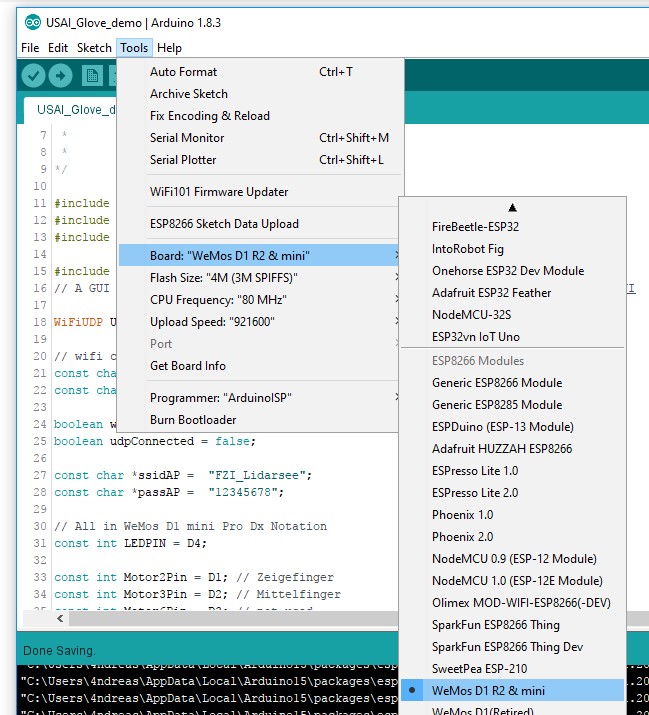 USAI_Glove_demo | Arduino 1.8.3
File Edit Sketch Tools Help
Auto Format Ctrl+T
Archive Sketch
Fix Encoding & Reload
Serial Monitor Ctrl+Shift+M
Serial Plotter Ctrl+Shift+L
WiFi101 Firmware Updater
ESP8266 Sketch Data Upload
Board: "WeMos D1 R2 & mini"
Flash Size: "4M (3M SPIFFS)"
CPU Frequency: "80 MHz"
Upload Speed: "921600"
Port
Get Board Info
Programmer: "ArduinoISP"
Burn Bootloader
FireBeetle-ESP32
IntoRobot Fig
Onehorse ESP32 Dev Module
Adafruit ESP32 Feather
NodeMCU-32S
ESP32vn IoT Uno
ESP8266 Modules
Generic ESP8266 Module
Generic ESP8285 Module
ESPDuino (ESP-13 Module)
Adafruit HUZZAH ESP8266
ESPresso Lite 1.0
ESPresso Lite 2.0
Phoenix 1.0
Phoenix 2.0
NodeMCU 0.9 (ESP-12 Module)
NodeMCU 1.0 (ESP-12E Module)
Olimex MOD-WIFI-ESP8266(-DEV)
SparkFun ESP8266 Thing
SparkFun ESP8266 Thing Dev
SweetPea ESP-210
WeMos D1 R2 & mini
WeMos D1(Retired)
USAI_Glove_d
7 *
8 *
9 */
10
11 #include
12 #include
13 #include
14
15 #include
16 // A GUI
17
18 WiFiUDP U
19
20 // wifi c
21 const cha
22 const cha
23
24 boolean w
25 boolean udpConnected = false;
26
27 const char *ssidAP = "FZI_Lidarsee";
28 const char *passAP = "12345678";
29
30 // All in WeMos D1 mini Pro Dx Notation
31 const int LEDPIN = D4;
32
33 const int Motor2Pin = D1; // Zeigefinger
34 const int Motor3Pin = D2; // Mittelfinger
Done Saving.
"C:\Users\4ndreas\AppData\Local\Arduino15\packages\esp
"C:\Users\4ndreas\AppData\Local\Arduino15\packages\esp
"C:\Users\4ndreas\AppData\Local\Arduino15\packages\esp